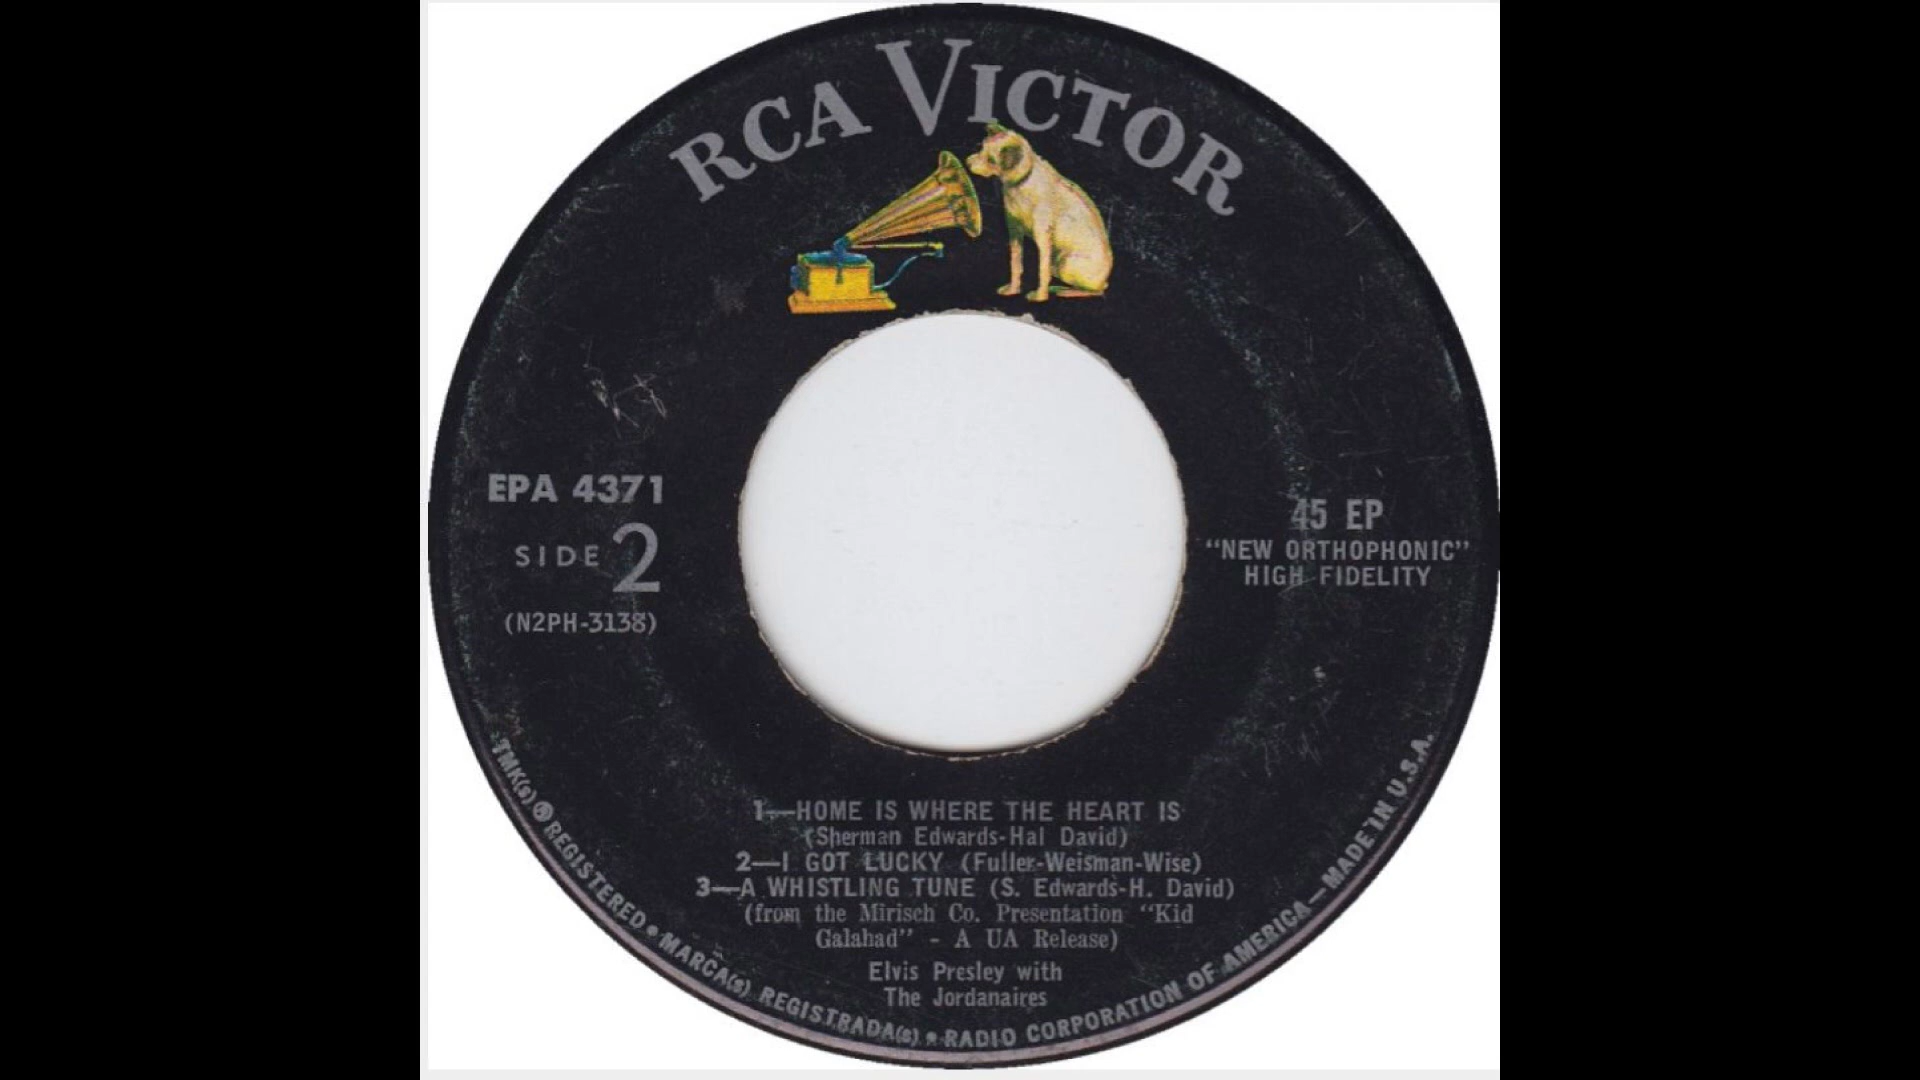 RCA VICTOR
EPA 4371
SIDE 2
(N2PH-3138)
45 EP
"NEW ORTHOPHONIC"
HIGH FIDELITY
1—HOME IS WHERE THE HEART IS
(Sherman Edwards-Hal David)
2—I GOT LUCKY (Fuller-Weisman-Wise)
3—A WHISTLING TUNE (S. Edwards-H. David)
(from the Mirisch Co. Presentation "Kid
Galahad" - A UA Release)
Elvis Presley with
The Jordanaires
TMK(s) ® REGISTERED • MARCA(s) REGISTRADA(s) • RADIO CORPORATION OF AMERICA—MADE IN U.S.A.